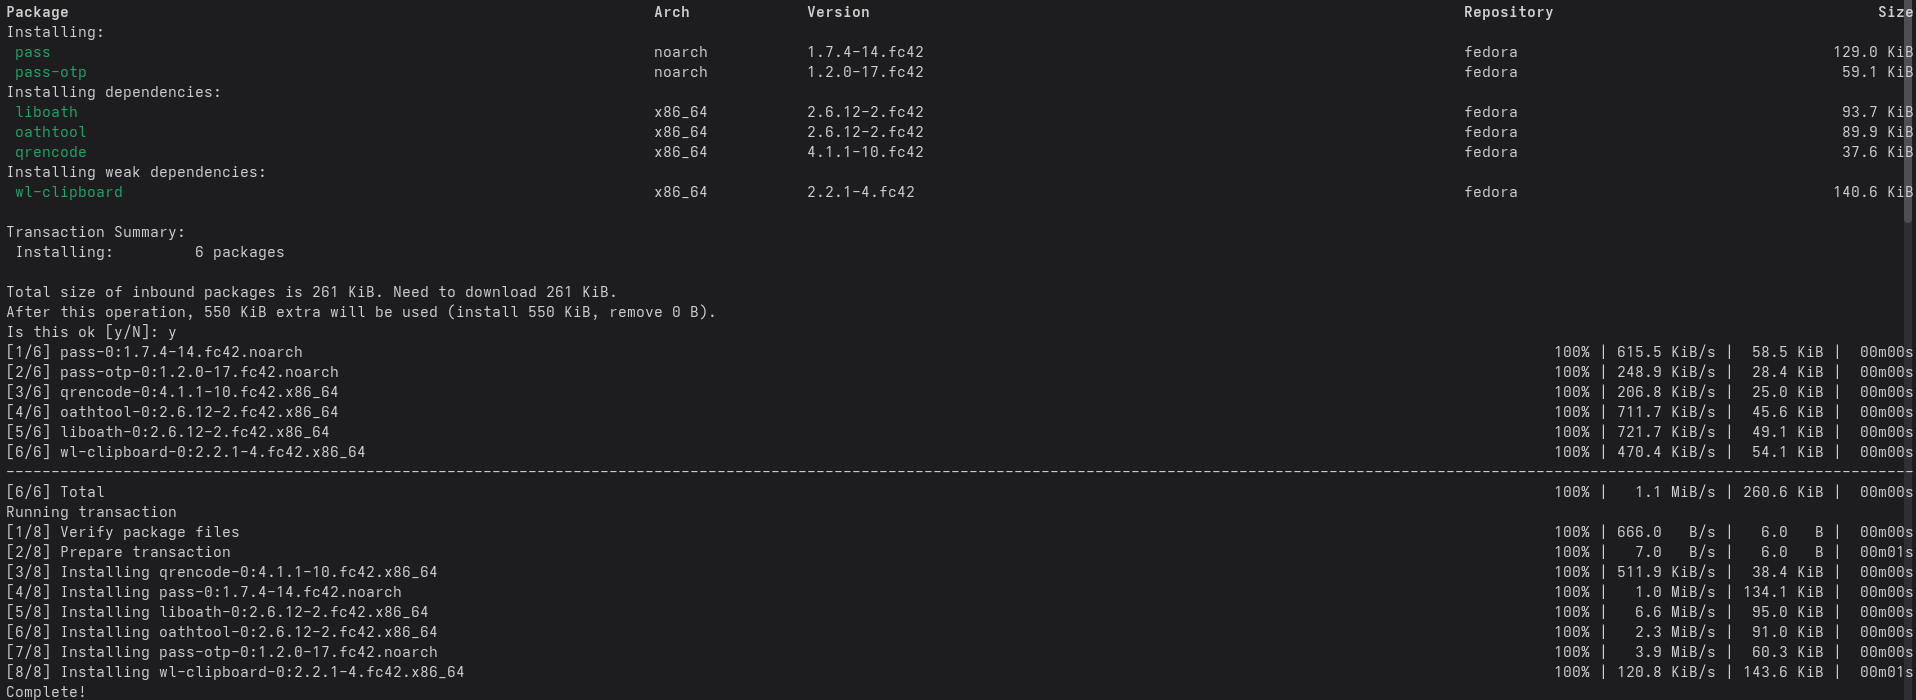 Package Arch Version Repository Size
Installing:
pass noarch 1.7.4-14.fc42 fedora 129.0 KiB
pass-otp noarch 1.2.0-17.fc42 fedora 59.1 KiB
Installing dependencies:
liboath x86_64 2.6.12-2.fc42 fedora 93.7 KiB
oathtool x86_64 2.6.12-2.fc42 fedora 89.9 KiB
qrencode x86_64 4.1.1-10.fc42 fedora 37.6 KiB
Installing weak dependencies:
wl-clipboard x86_64 2.2.1-4.fc42 fedora 140.6 KiB
Transaction Summary:
Installing: 6 packages
Total size of inbound packages is 261 KiB. Need to download 261 KiB.
After this operation, 550 KiB extra will be used (install 550 KiB, remove 0 B).
Is this ok [y/N]: y
[1/6] pass-0:1.7.4-14.fc42.noarch 100% | 615.5 KiB/s | 58.5 KiB | 00m00s
[2/6] pass-otp-0:1.2.0-17.fc42.noarch 100% | 248.9 KiB/s | 28.4 KiB | 00m00s
[3/6] qrencode-0:4.1.1-10.fc42.x86_64 100% | 206.8 KiB/s | 25.0 KiB | 00m00s
[4/6] oathtool-0:2.6.12-2.fc42.x86_64 100% | 711.7 KiB/s | 45.6 KiB | 00m00s
[5/6] liboath-0:2.6.12-2.fc42.x86_64 100% | 721.7 KiB/s | 49.1 KiB | 00m00s
[6/6] wl-clipboard-0:2.2.1-4.fc42.x86_64 100% | 470.4 KiB/s | 54.1 KiB | 00m00s
--------------------------------------------------------------------------------
[6/6] Total 100% | 1.1 MiB/s | 260.6 KiB | 00m00s
Running transaction
[1/8] Verify package files 100% | 666.0 B/s | 6.0 B | 00m00s
[2/8] Prepare transaction 100% | 7.0 B/s | 6.0 B | 00m01s
[3/8] Installing qrencode-0:4.1.1-10.fc42.x86_64 100% | 511.9 KiB/s | 38.4 KiB | 00m00s
[4/8] Installing pass-0:1.7.4-14.fc42.noarch 100% | 1.0 MiB/s | 134.1 KiB | 00m00s
[5/8] Installing liboath-0:2.6.12-2.fc42.x86_64 100% | 6.6 MiB/s | 95.0 KiB | 00m00s
[6/8] Installing oathtool-0:2.6.12-2.fc42.x86_64 100% | 2.3 MiB/s | 91.0 KiB | 00m00s
[7/8] Installing pass-otp-0:1.2.0-17.fc42.noarch 100% | 3.9 MiB/s | 60.3 KiB | 00m00s
[8/8] Installing wl-clipboard-0:2.2.1-4.fc42.x86_64 100% | 120.8 KiB/s | 143.6 KiB | 00m01s
Complete!